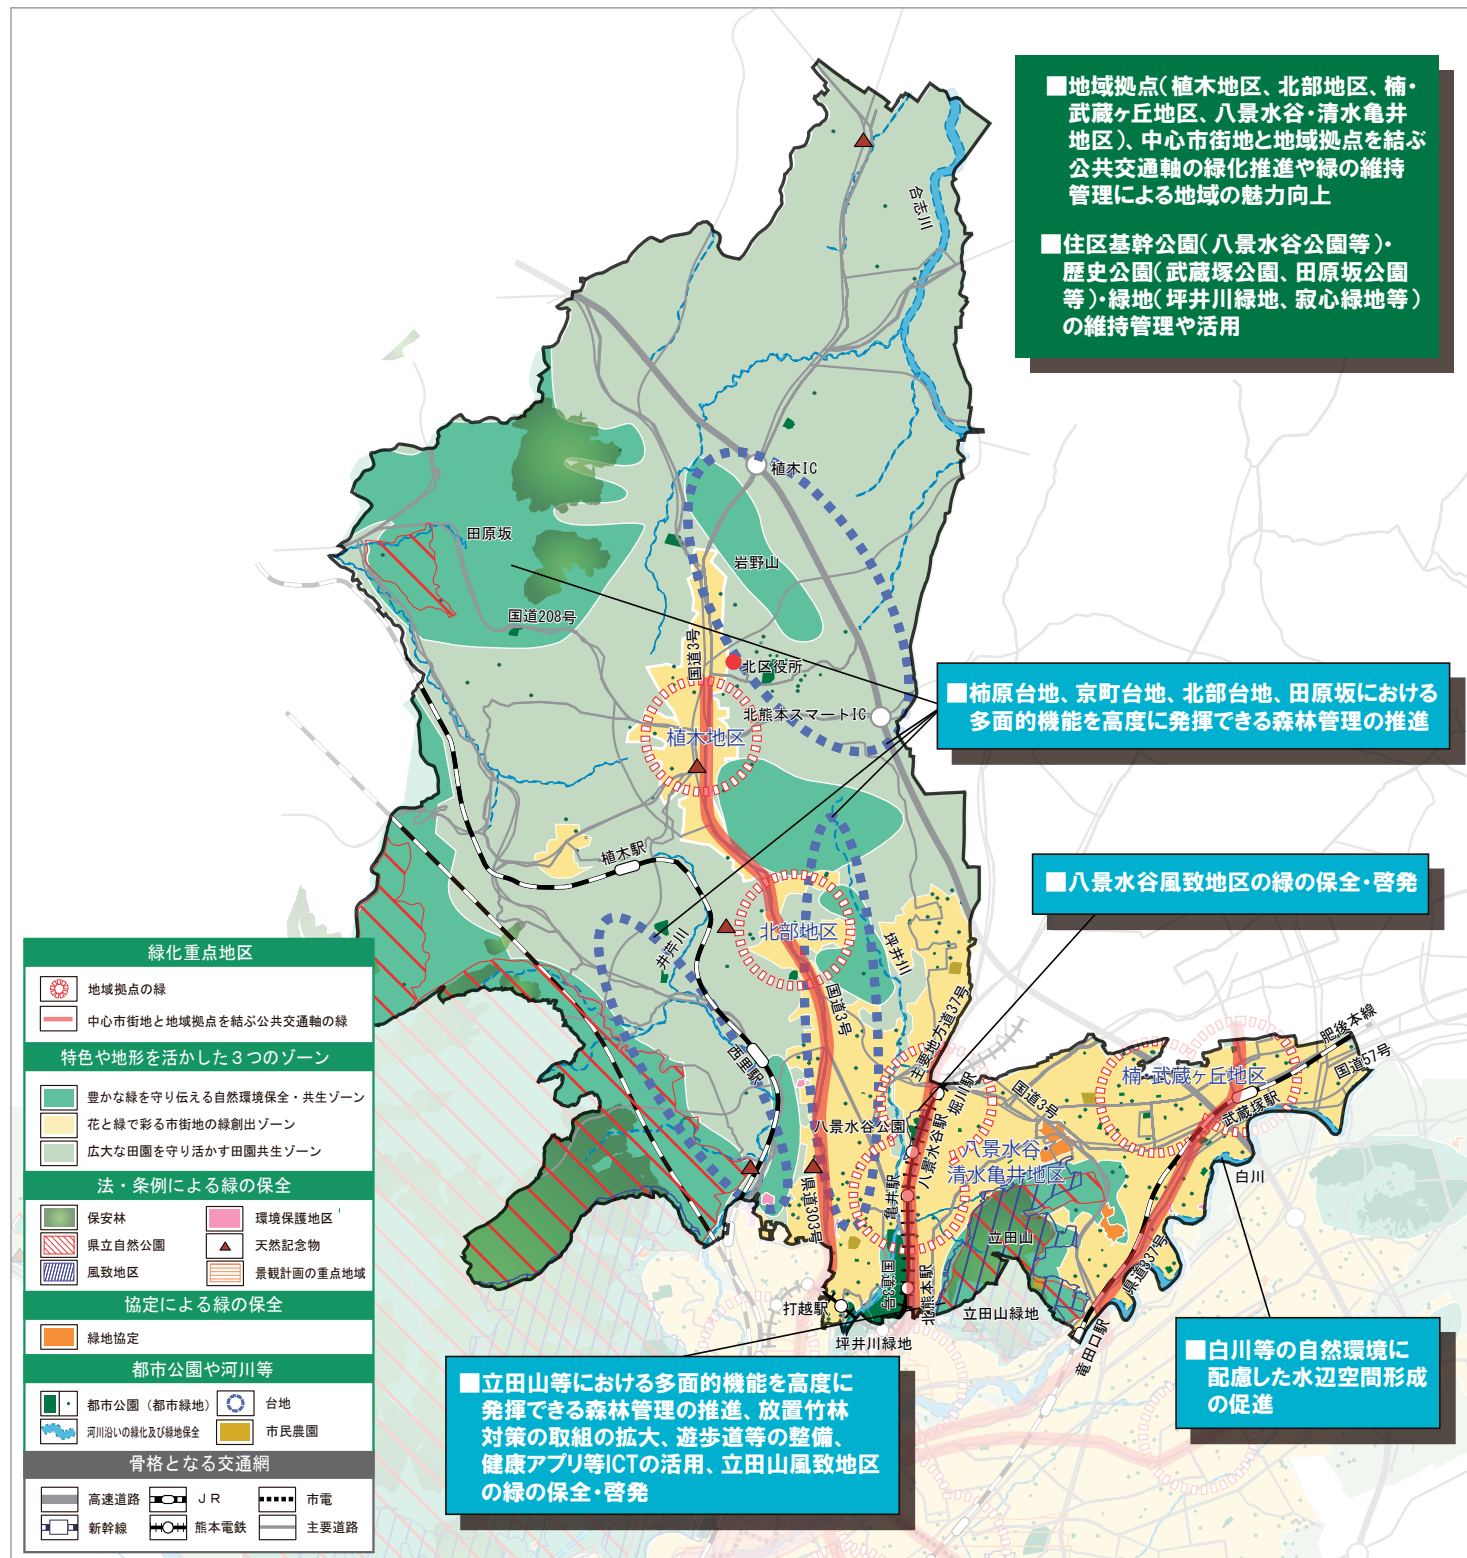 ■地域拠点（植木地区、北部地区、楠・
武蔵ヶ丘地区、八景水谷・清水亀井
地区）、中心市街地と地域拠点を結ぶ
公共交通軸の緑化推進や緑の維持
管理による地域の魅力向上
■住区基幹公園（八景水谷公園等）・
歴史公園（武蔵塚公園、田原坂公園
等）・緑地（坪井川緑地、寂心緑地等）
の維持管理や活用
合志川
植木IC
田原坂
岩野山
国道208号
国道3号
北区役所
北熊本スマートIC
植木地区
■柿原台地、京町台地、北部台地、田原坂における
多面的機能を高度に発揮できる森林管理の推進
植木駅
■八景水谷風致地区の緑の保全・啓発
北部地区
井芹川
坪井川
国道3号
主要地方道37号
西里駅
堀川駅
八景水谷公園
八景水谷駅
国道3号
楠・武蔵ヶ丘地区
肥後本線
国道57号
武蔵塚駅
八景水谷・
清水亀井地区
亀井駅
県道303号
白川
立田山
国道3号
北熊本駅
立田山緑地
県道337号
打越駅
坪井川緑地
竜田口駅
■立田山等における多面的機能を高度に
発揮できる森林管理の推進、放置竹林
対策の取組の拡大、遊歩道等の整備、
健康アプリ等ICTの活用、立田山風致地区
の緑の保全・啓発
■白川等の自然環境に
配慮した水辺空間形成
の促進
緑化重点地区
地域拠点の緑
中心市街地と地域拠点を結ぶ公共交通軸の緑
特色や地形を活かした３つのゾーン
豊かな緑を守り伝える自然環境保全・共生ゾーン
花と緑で彩る市街地の緑創出ゾーン
広大な田園を守り活かす田園共生ゾーン
法・条例による緑の保全
保安林
環境保護地区
県立自然公園
天然記念物
風致地区
景観計画の重点地域
協定による緑の保全
緑地協定
都市公園や河川等
都市公園（都市緑地）
台地
河川沿いの緑化及び緑地保全
市民農園
骨格となる交通網
高速道路
ＪＲ
市電
新幹線
熊本電鉄
主要道路